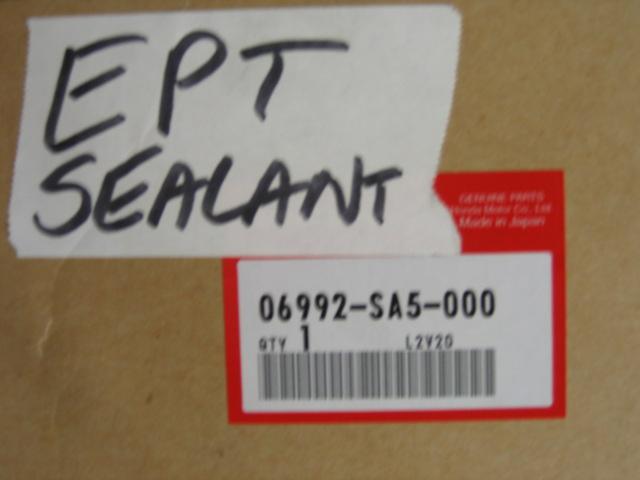 EPT
SEALANT
GENUINE PARTS
Honda Motor Co., Ltd
Made in Japan
06992-SA5-000
QTY 1 L2V20